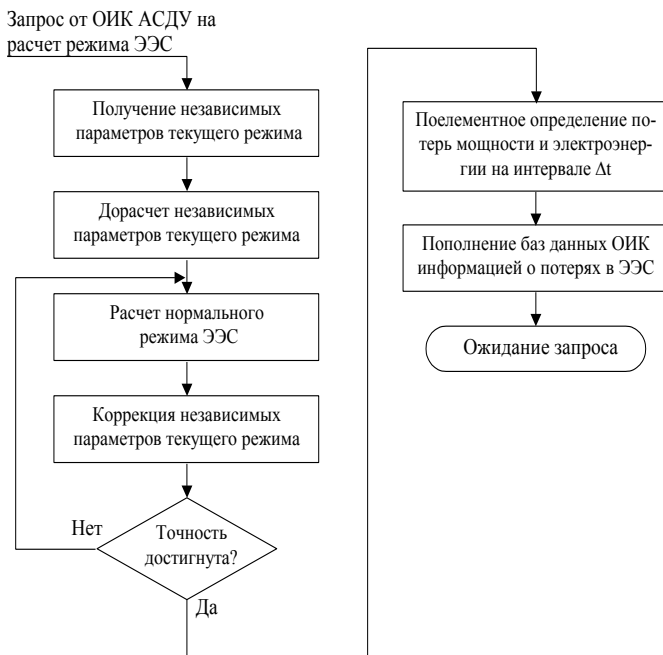 Запрос от ОИК АСДУ на
расчет режима ЭЭС
Получение независимых
параметров текущего режима
Дорасчет независимых
параметров текущего режима
Расчет нормального
режима ЭЭС
Коррекция независимых
параметров текущего режима
Нет
Точность
достигнута?
Да
Поелементное определение по-
терь мощности и электроэнер-
гии на интервале Δt
Пополнение баз данных ОИК
информацией о потерях в ЭЭС
Ожидание запроса